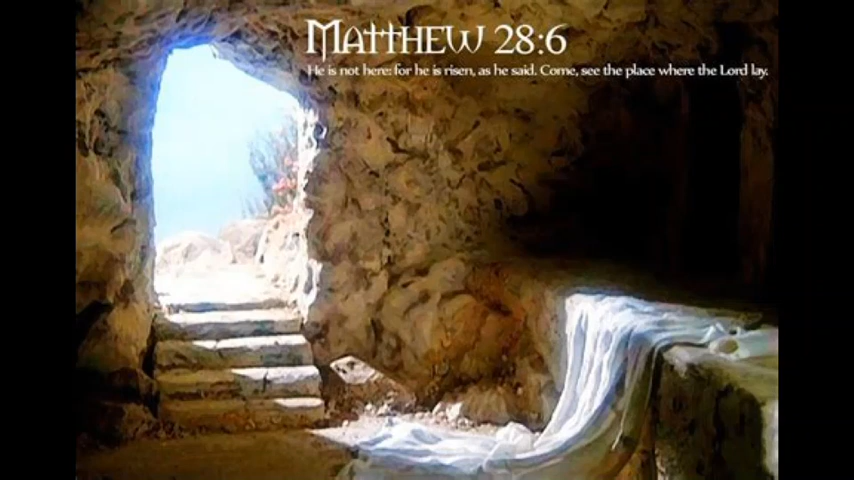 Matthew 28:6
He is not here: for he is risen, as he said. Come, see the place where the Lord lay.